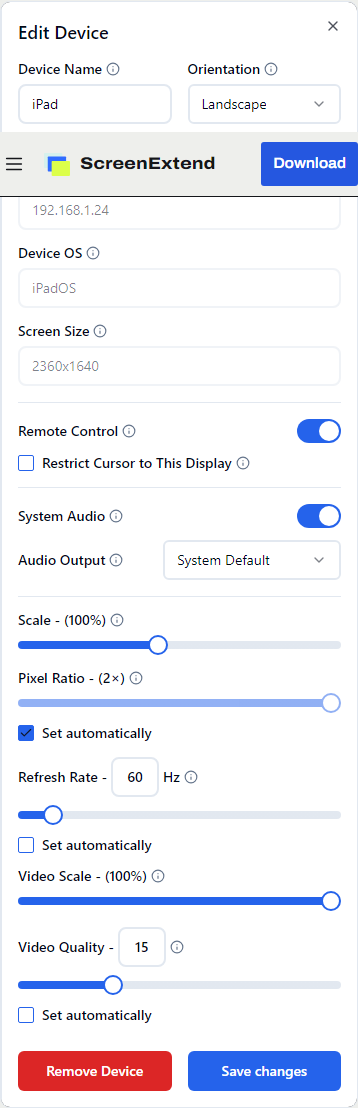 Edit Device
Device Name Orientation
iPad Landscape
ScreenExtend Download
192.168.1.24
Device OS
iPadOS
Screen Size
2360x1640
Remote Control
Restrict Cursor to This Display
System Audio
Audio Output System Default
Scale - (100%)
Pixel Ratio - (2×)
Set automatically
Refresh Rate - 60 Hz
Set automatically
Video Scale - (100%)
Video Quality - 15
Set automatically
Remove Device Save changes